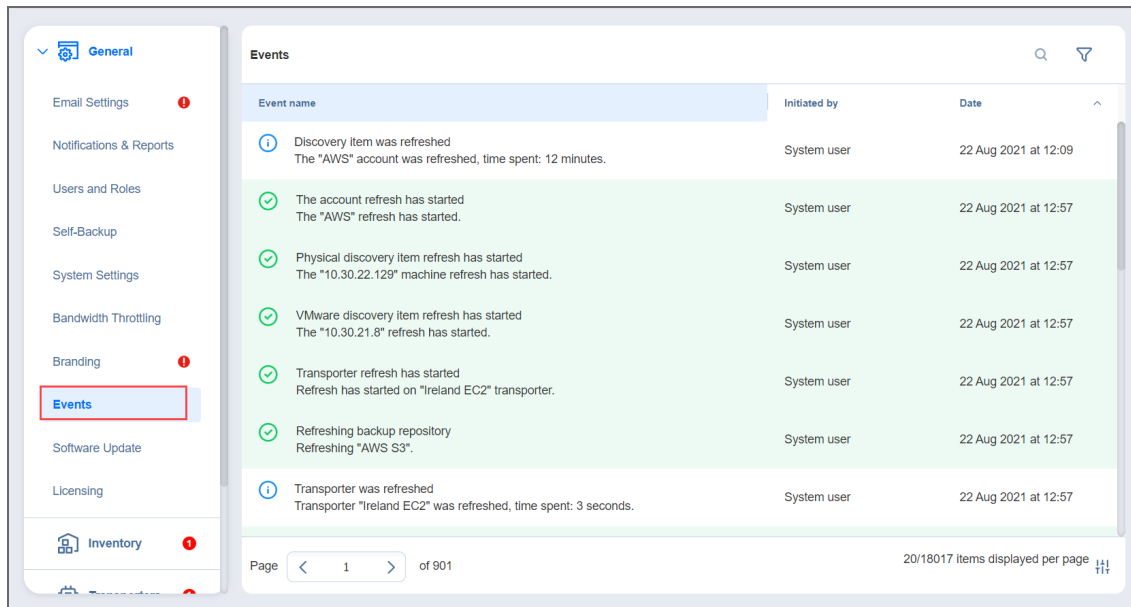 General
Email Settings
Notifications & Reports
Users and Roles
Self-Backup
System Settings
Bandwidth Throttling
Branding
Events
Software Update
Licensing
Inventory
1
Events
Event name
Initiated by
Date
Discovery item was refreshed
The "AWS" account was refreshed, time spent: 12 minutes.
System user
22 Aug 2021 at 12:09
The account refresh has started
The "AWS" refresh has started.
System user
22 Aug 2021 at 12:57
Physical discovery item refresh has started
The "10.30.22.129" machine refresh has started.
System user
22 Aug 2021 at 12:57
VMware discovery item refresh has started
The "10.30.21.8" refresh has started.
System user
22 Aug 2021 at 12:57
Transporter refresh has started
Refresh has started on "Ireland EC2" transporter.
System user
22 Aug 2021 at 12:57
Refreshing backup repository
Refreshing "AWS S3".
System user
22 Aug 2021 at 12:57
Transporter was refreshed
Transporter "Ireland EC2" was refreshed, time spent: 3 seconds.
System user
22 Aug 2021 at 12:57
Page
1
of 901
20/18017 items displayed per page